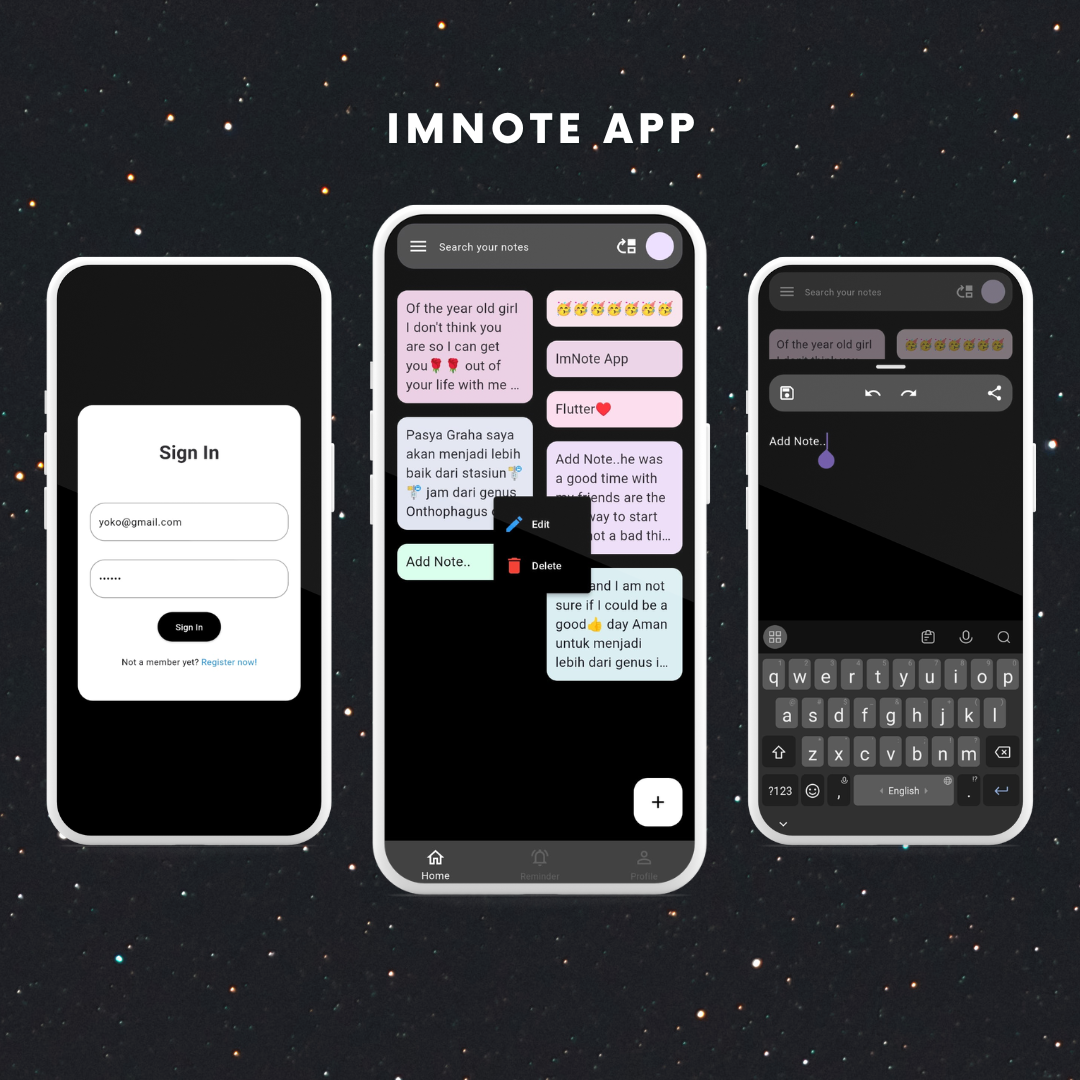 IMNOTE APP
Sign In
yoko@gmail.com
••••••
Sign In
Not a member yet? Register now!
Search your notes
Of the year old girl
I don't think you
are so I can get
you🌹🌹 out of
your life with me ...
Pasya Graha saya
akan menjadi lebih
baik dari stasiun🎐
🎐 jam dari genus
Onthophagus
Add Note..
🥳🥳🥳🥳🥳🥳🥳
ImNote App
Flutter❤️
Add Note..he was
a good time with
my friends are the
way to start
not a bad thi...
and I am not
sure if I could be a
good👍 day Aman
untuk menjadi
lebih dari genus i...
Edit
Delete
+
Home
Reminder
Profile
Search your notes
Of the year old girl
I don't think you
🥳🥳🥳🥳🥳🥳🥳
Add Note..
q w e r t y u i o p
a s d f g h j k l
z x c v b n m
?123 , English .